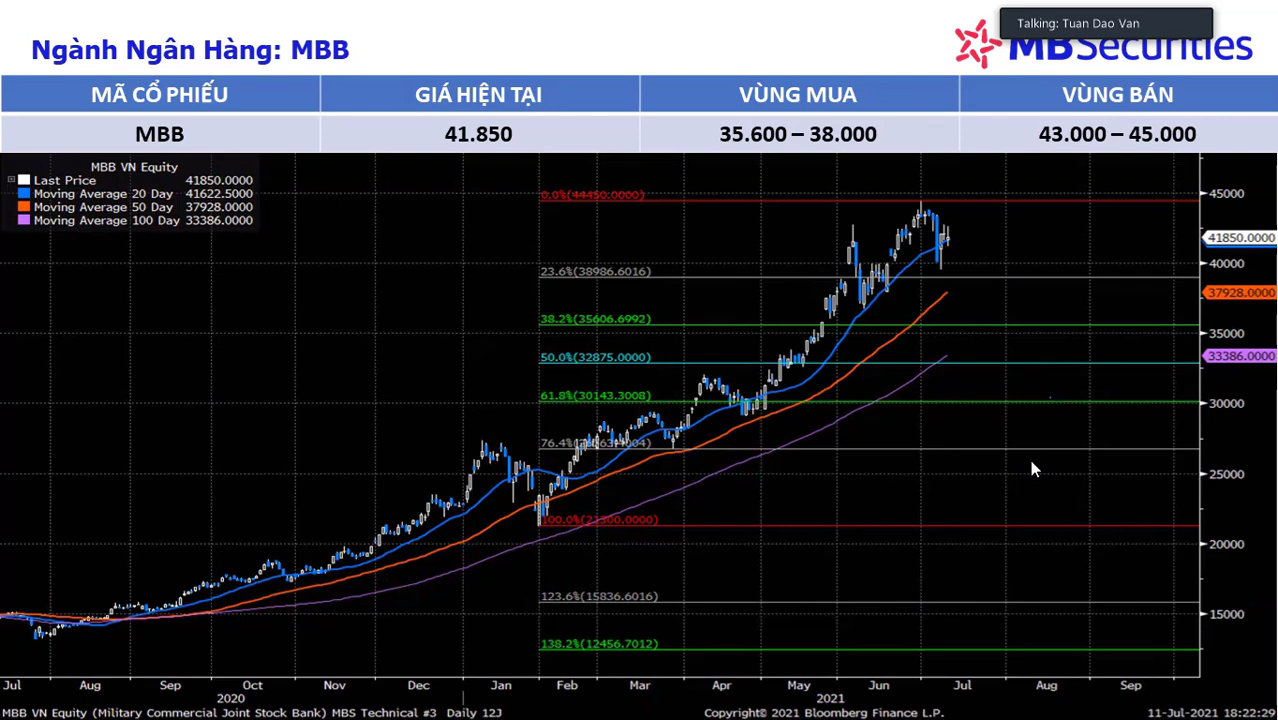 Talking: Tuan Dao Van
Ngành Ngân Hàng: MBB
MBSecurities
MÃ CỔ PHIẾU GIÁ HIỆN TẠI VÙNG MUA VÙNG BÁN
MBB 41.850 35.600 – 38.000 43.000 – 45.000
MBB VN Equity
Last Price 41850.0000
Moving Average 20 Day 41622.5000
Moving Average 50 Day 37928.0000
Moving Average 100 Day 33386.0000
0.0%(44450.0000)
45000
41850.0000
40000
23.6%(38986.6016)
37928.0000
38.2%(35606.6992)
35000
33386.0000
50.0%(32875.0000)
61.8%(30143.3008)
30000
76.4%
25000
100.0%(21300.0000)
20000
123.6%(15836.6016)
15000
138.2%(12456.7012)
Jul Aug Sep Oct Nov Dec Jan Feb Mar Apr May Jun Jul Aug Sep
2020 2021
MBB VN Equity (Military Commercial Joint Stock Bank) MBS Technical #3 Daily 12J Copyright© 2021 Bloomberg Finance L.P. 11-Jul-2021 18:22:29